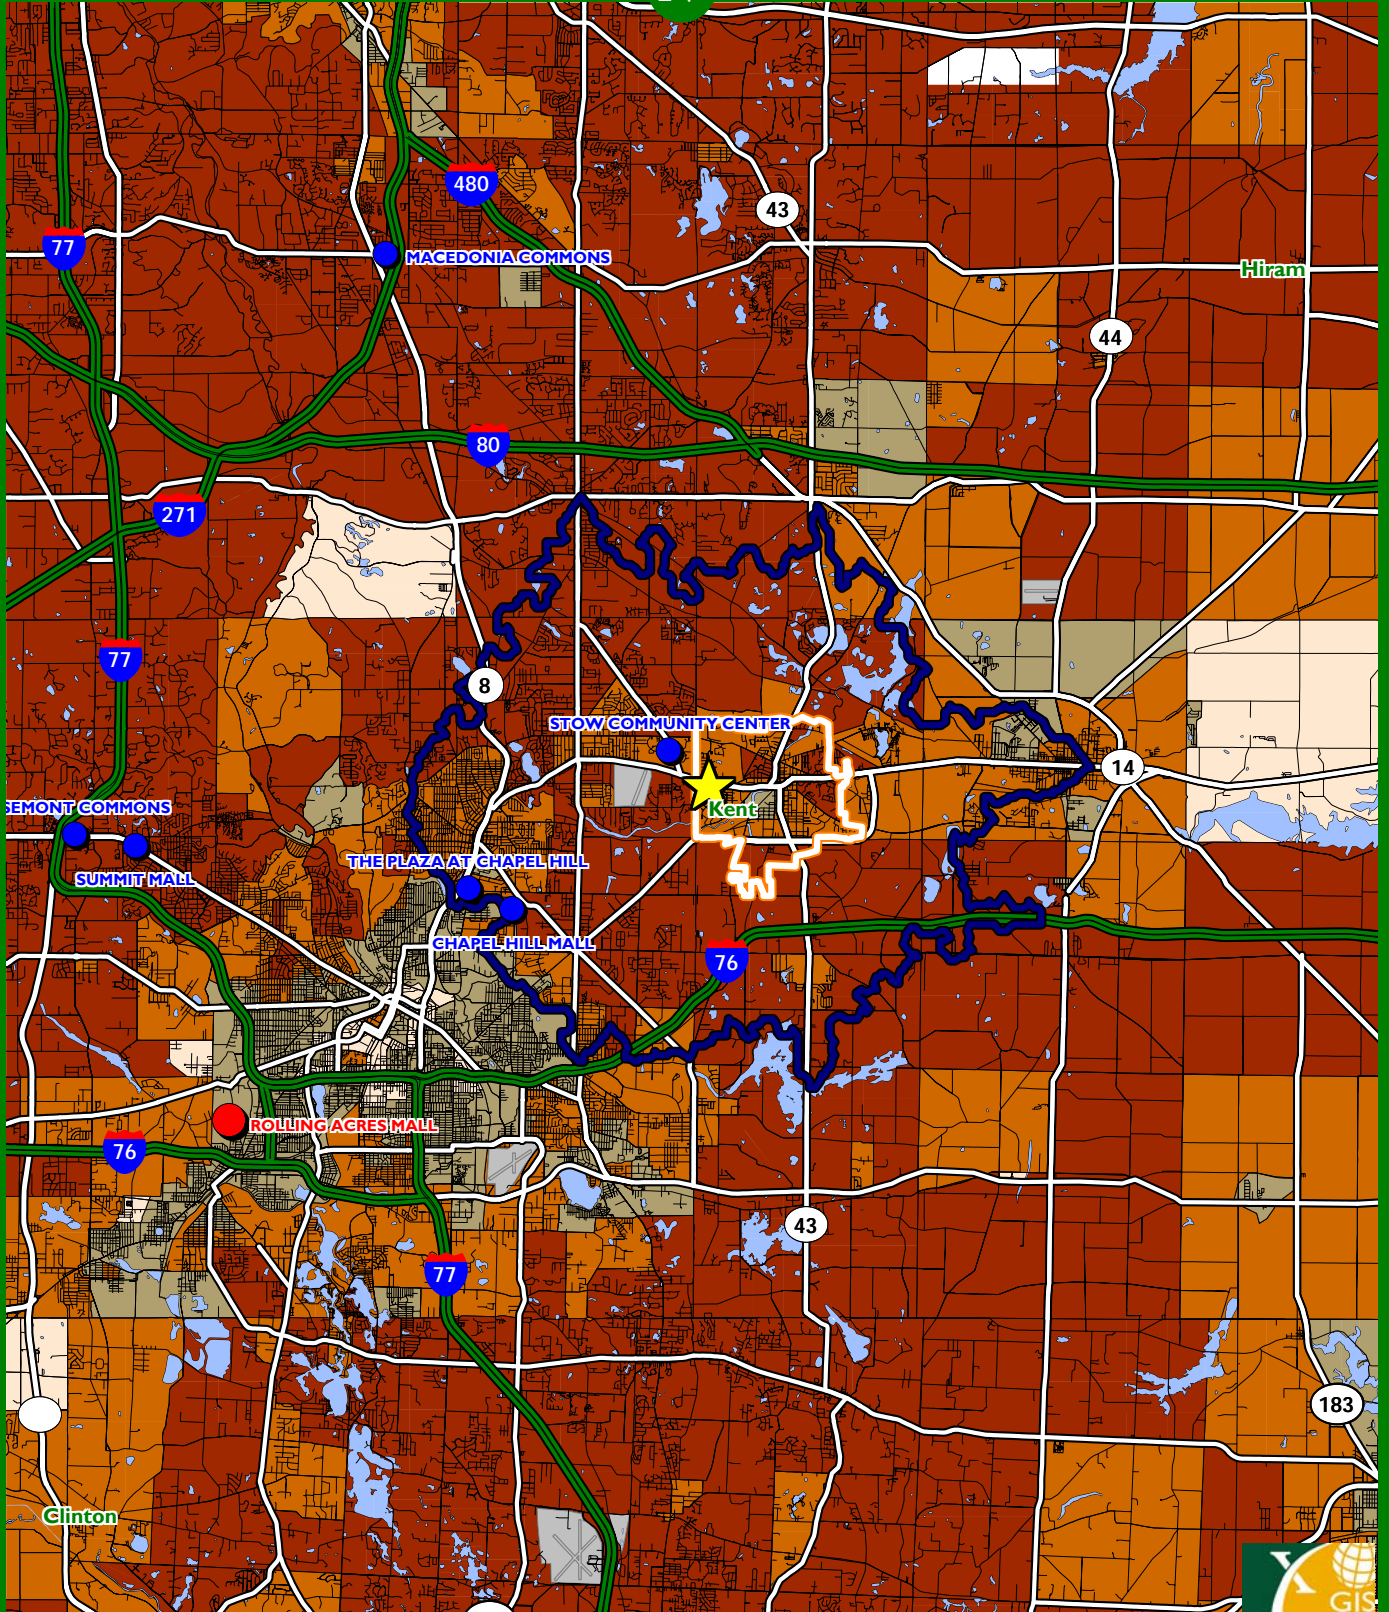 480
43
77
MACEDONIA COMMONS
Hiram
44
80
271
77
8
STOW COMMUNITY CENTER
14
SEMONT COMMONS
Kent
THE PLAZA AT CHAPEL HILL
SUMMIT MALL
CHAPEL HILL MALL
76
ROLLING ACRES MALL
76
43
77
183
Clinton
Y
GIS